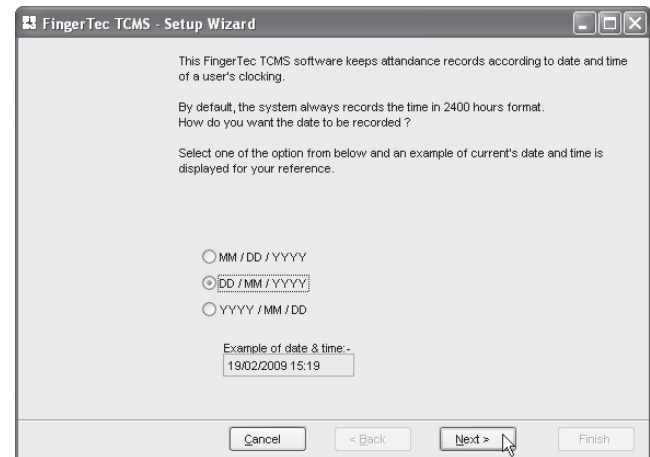 FingerTec TCMS - Setup Wizard
This FingerTec TCMS software keeps attandance records according to date and time
of a user's clocking.
By default, the system always records the time in 2400 hours format.
How do you want the date to be recorded ?
Select one of the option from below and an example of current's date and time is
displayed for your reference.
MM / DD / YYYY
DD / MM / YYYY
YYYY / MM / DD
Example of date & time:-
19/02/2009 15:19
Cancel < Back Next > Finish